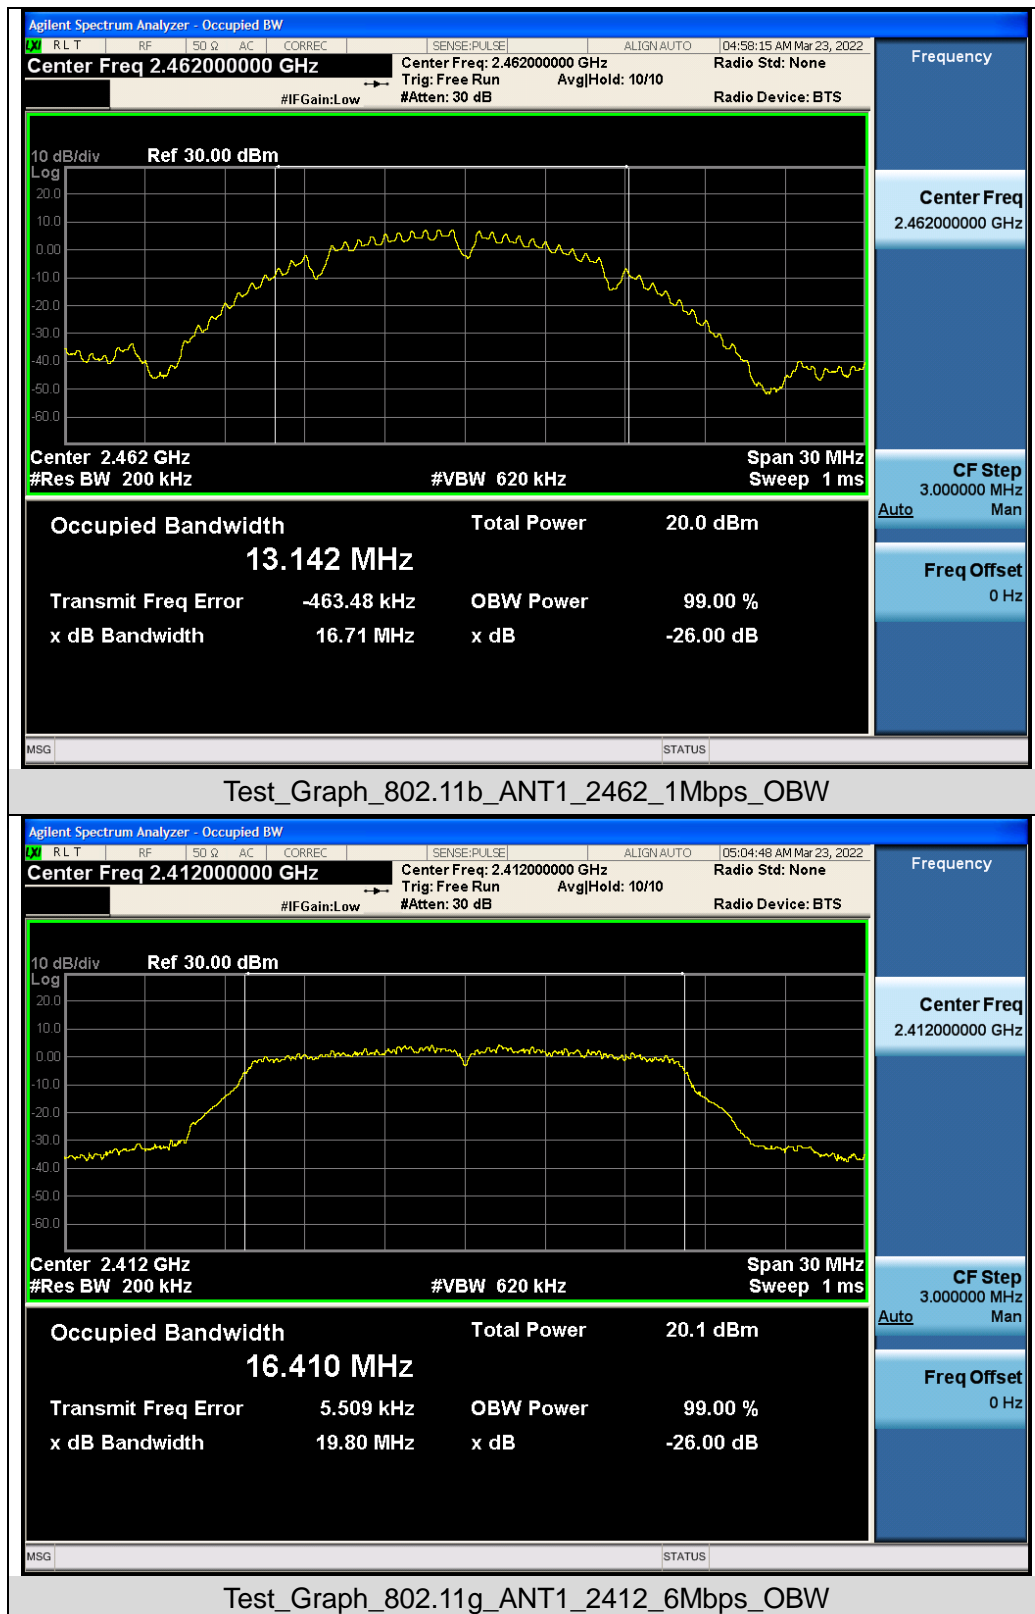 Agilent Spectrum Analyzer - Occupied BW
LXI RLT RF 50 Ω AC CORREC SENSE:PULSE ALIGN AUTO 04:58:15 AM Mar 23, 2022
Center Freq 2.462000000 GHz Center Freq: 2.462000000 GHz Radio Std: None
Trig: Free Run Avg|Hold: 10/10
#IFGain:Low #Atten: 30 dB Radio Device: BTS
Frequency
10 dB/div Ref 30.00 dBm
Log
20.0
10.0
0.00
-10.0
-20.0
-30.0
-40.0
-50.0
-60.0
Center Freq
2.462000000 GHz
Center 2.462 GHz Span 30 MHz
#Res BW 200 kHz #VBW 620 kHz Sweep 1 ms
CF Step
3.000000 MHz
Auto Man
Occupied Bandwidth Total Power 20.0 dBm
13.142 MHz
Transmit Freq Error -463.48 kHz OBW Power 99.00 %
x dB Bandwidth 16.71 MHz x dB -26.00 dB
Freq Offset
0 Hz
MSG STATUS
Test_Graph_802.11b_ANT1_2462_1Mbps_OBW
Agilent Spectrum Analyzer - Occupied BW
LXI RLT RF 50 Ω AC CORREC SENSE:PULSE ALIGN AUTO 05:04:48 AM Mar 23, 2022
Center Freq 2.412000000 GHz Center Freq: 2.412000000 GHz Radio Std: None
Trig: Free Run Avg|Hold: 10/10
#IFGain:Low #Atten: 30 dB Radio Device: BTS
Frequency
10 dB/div Ref 30.00 dBm
Log
20.0
10.0
0.00
-10.0
-20.0
-30.0
-40.0
-50.0
-60.0
Center Freq
2.412000000 GHz
Center 2.412 GHz Span 30 MHz
#Res BW 200 kHz #VBW 620 kHz Sweep 1 ms
CF Step
3.000000 MHz
Auto Man
Occupied Bandwidth Total Power 20.1 dBm
16.410 MHz
Transmit Freq Error 5.509 kHz OBW Power 99.00 %
x dB Bandwidth 19.80 MHz x dB -26.00 dB
Freq Offset
0 Hz
MSG STATUS
Test_Graph_802.11g_ANT1_2412_6Mbps_OBW